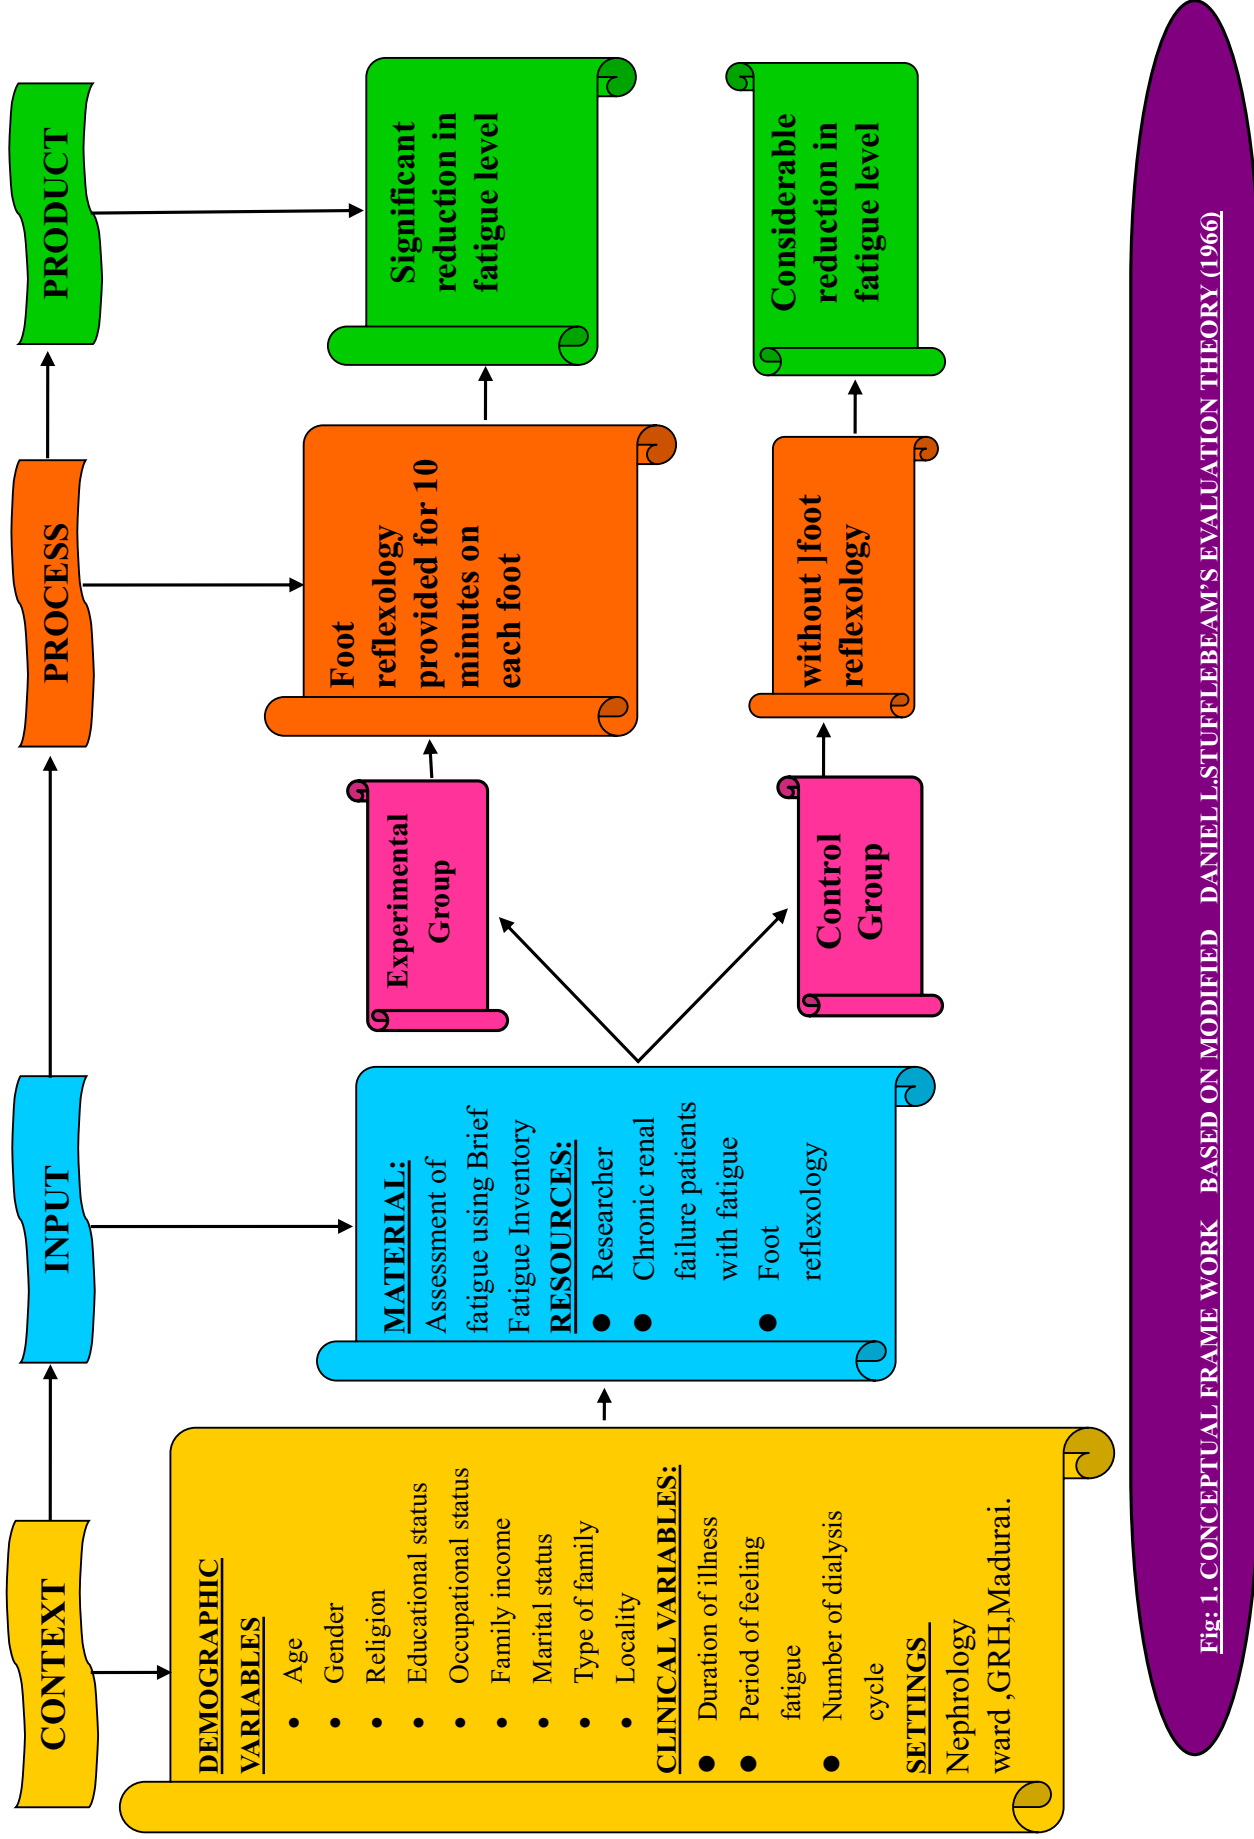 CONTEXT
INPUT
PROCESS
PRODUCT
DEMOGRAPHIC
VARIABLES
• Age
• Gender
• Religion
• Educational status
• Occupational status
• Family income
• Marital status
• Type of family
• Locality
CLINICAL VARIABLES:
● Duration of illness
● Period of feeling
fatigue
● Number of dialysis
cycle
SETTINGS
Nephrology
ward ,GRH,Madurai.
MATERIAL:
Assessment of
fatigue using Brief
Fatigue Inventory
RESOURCES:
● Researcher
● Chronic renal
failure patients
with fatigue
● Foot
reflexology
Experimental
Group
Control
Group
Foot
reflexology
provided for 10
minutes on
each foot
without ]foot
reflexology
Significant
reduction in
fatigue level
Considerable
reduction in
fatigue level
Fig: 1. CONCEPTUAL FRAME WORK BASED ON MODIFIED DANIEL L.STUFFLEBEAM'S EVALUATION THEORY (1966)